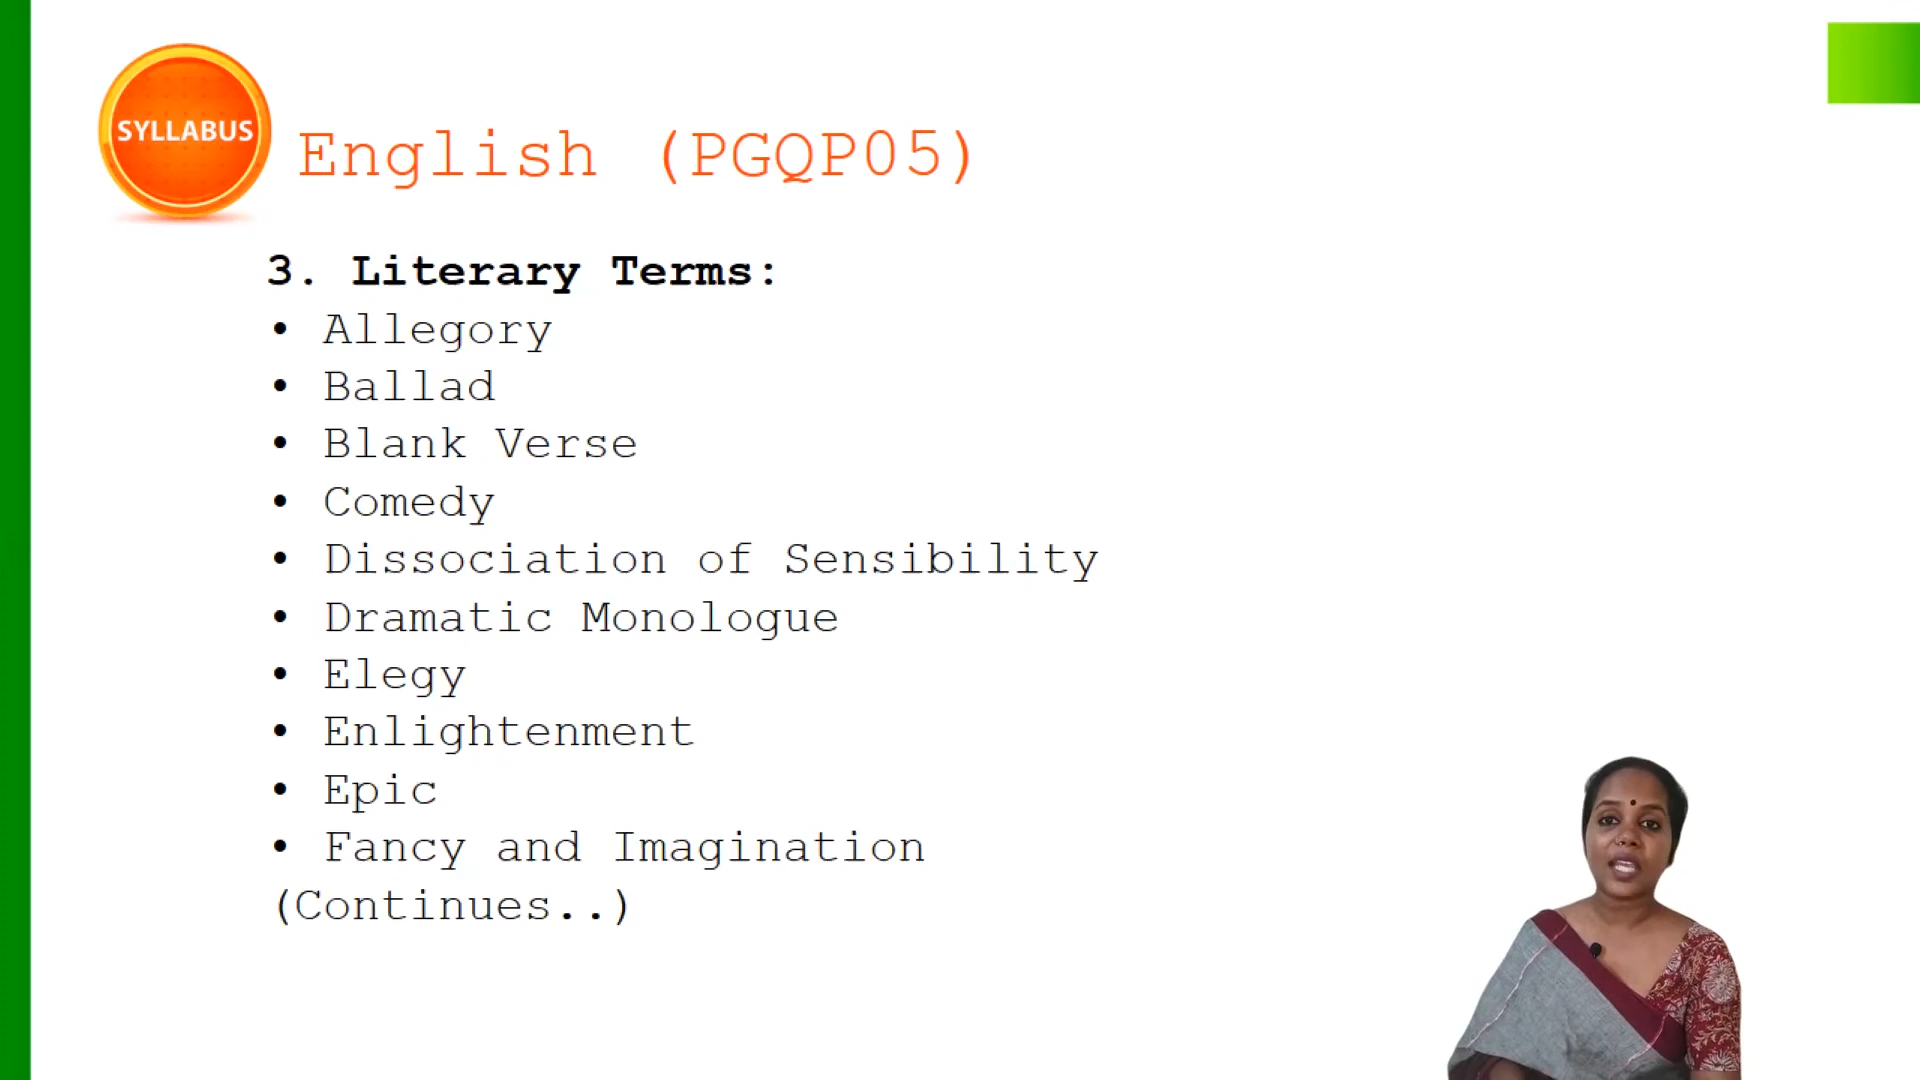 SYLLABUS
English (PGQP05)
3. Literary Terms:
• Allegory
• Ballad
• Blank Verse
• Comedy
• Dissociation of Sensibility
• Dramatic Monologue
• Elegy
• Enlightenment
• Epic
• Fancy and Imagination
(Continues..)